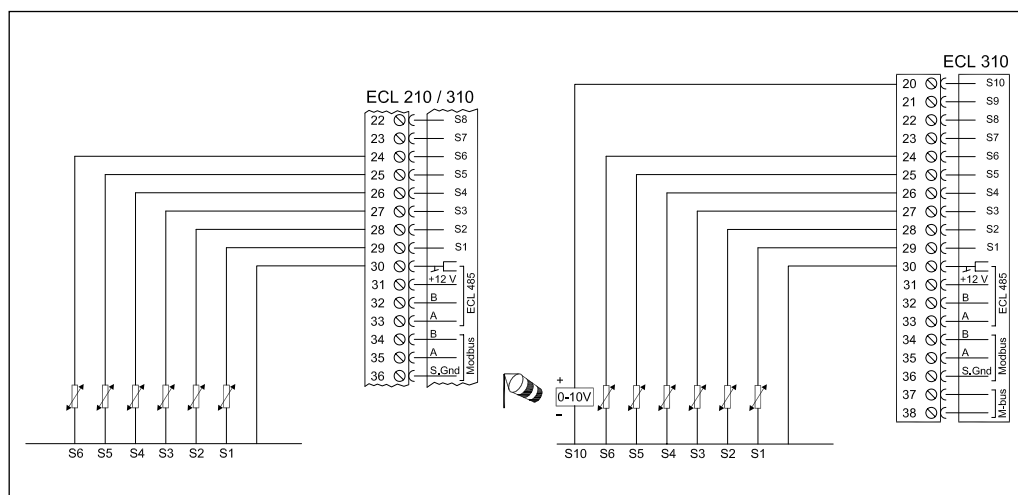 ECL 210 / 310
22 S8
23 S7
24 S6
25 S5
26 S4
27 S3
28 S2
29 S1
30
31 +12 V
32 B
33 A
ECL 485
34 B
35 A
36 S.Gnd
Modbus
S6 S5 S4 S3 S2 S1
ECL 310
20 S10
21 S9
22 S8
23 S7
24 S6
25 S5
26 S4
27 S3
28 S2
29 S1
30
31 +12 V
32 B
33 A
ECL 485
34 B
35 A
36 S.Gnd
Modbus
37
38
M-bus
+
0-10V
−
S10 S6 S5 S4 S3 S2 S1